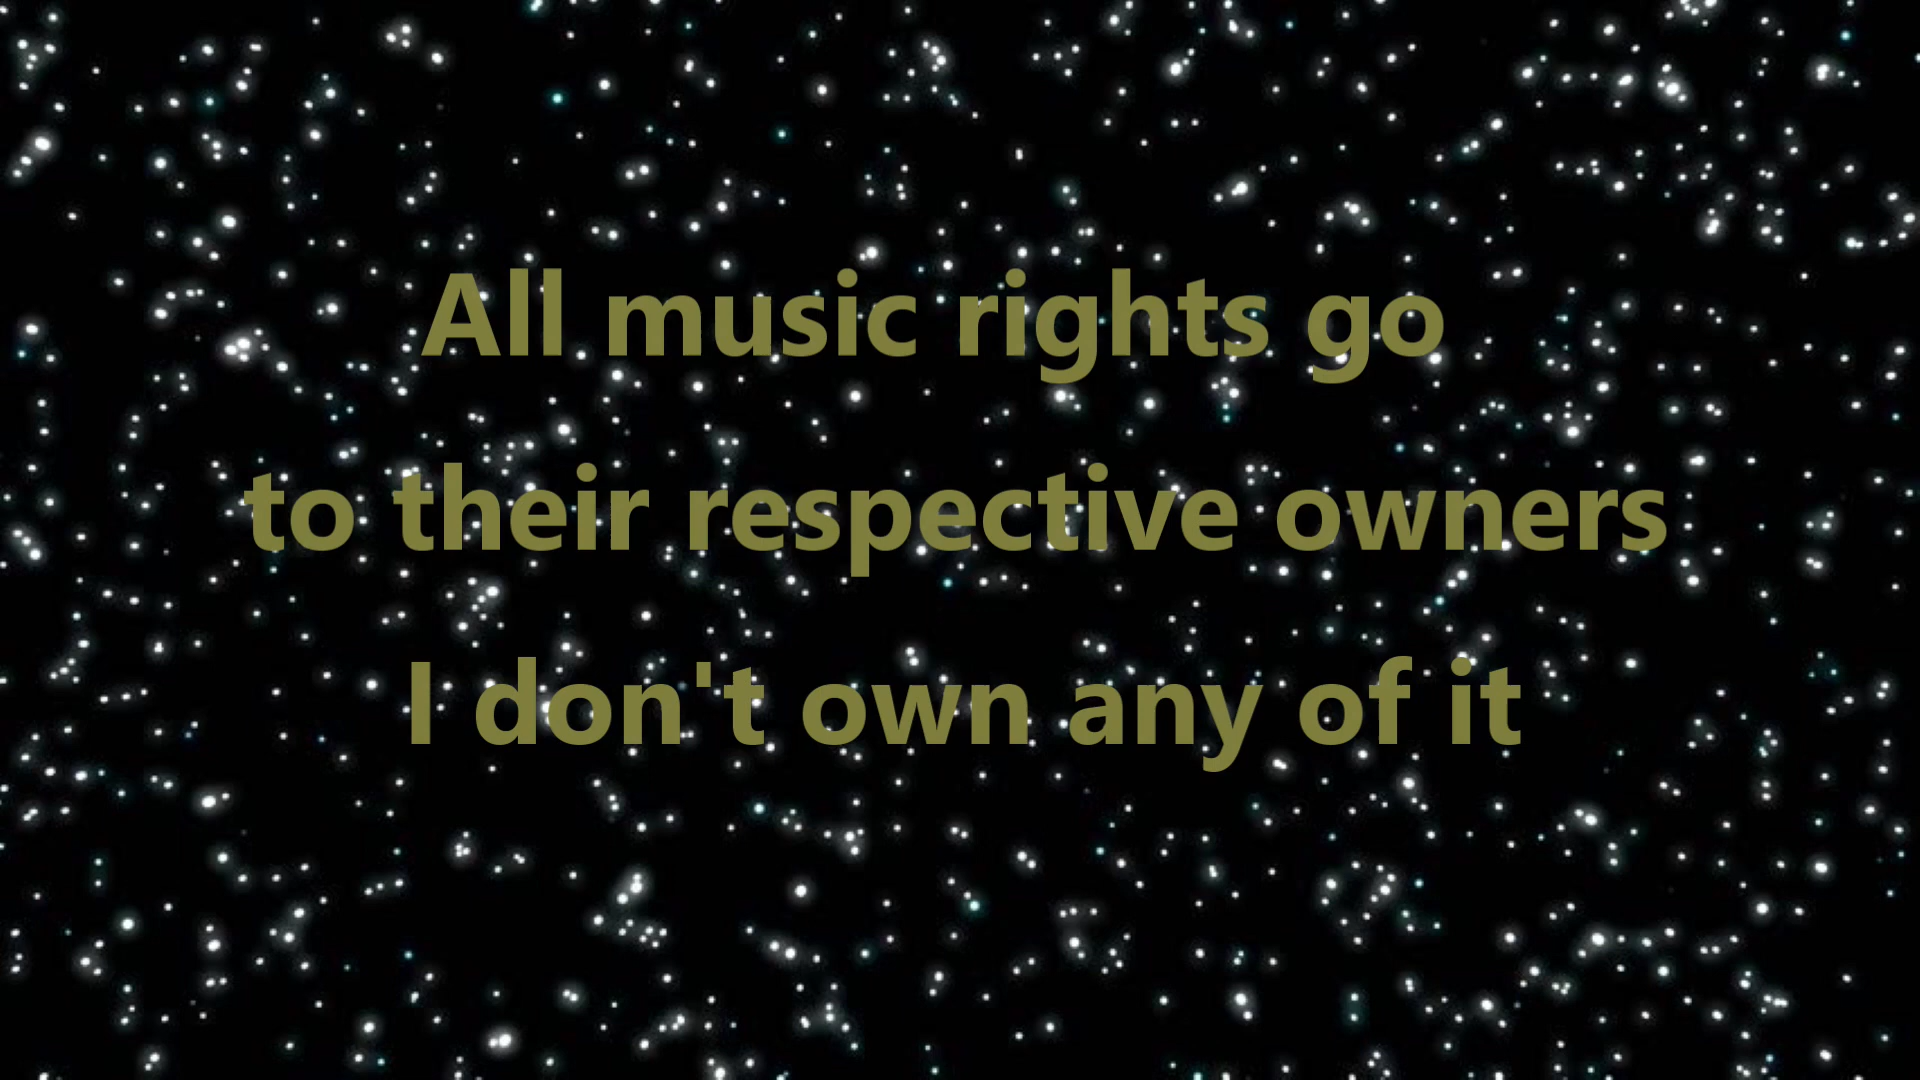 All music rights go
to their respective owners
I don't own any of it